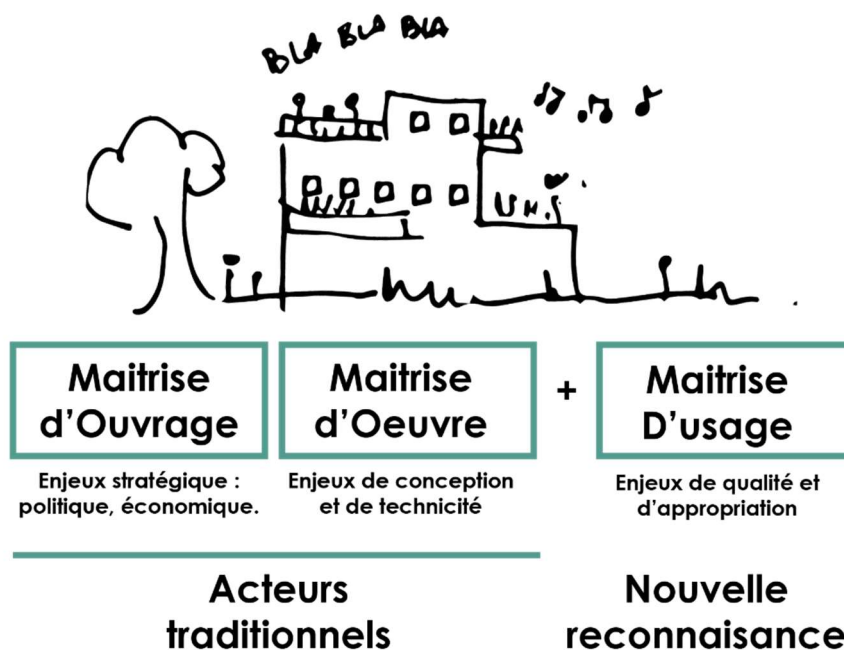 BLA BLA BLA
Maitrise
d'Ouvrage
Maitrise
d'Oeuvre
+
Maitrise
D'usage
Enjeux stratégique :
politique, économique.
Enjeux de conception
et de technicité
Enjeux de qualité et
d'appropriation
Acteurs
traditionnels
Nouvelle
reconnaisance